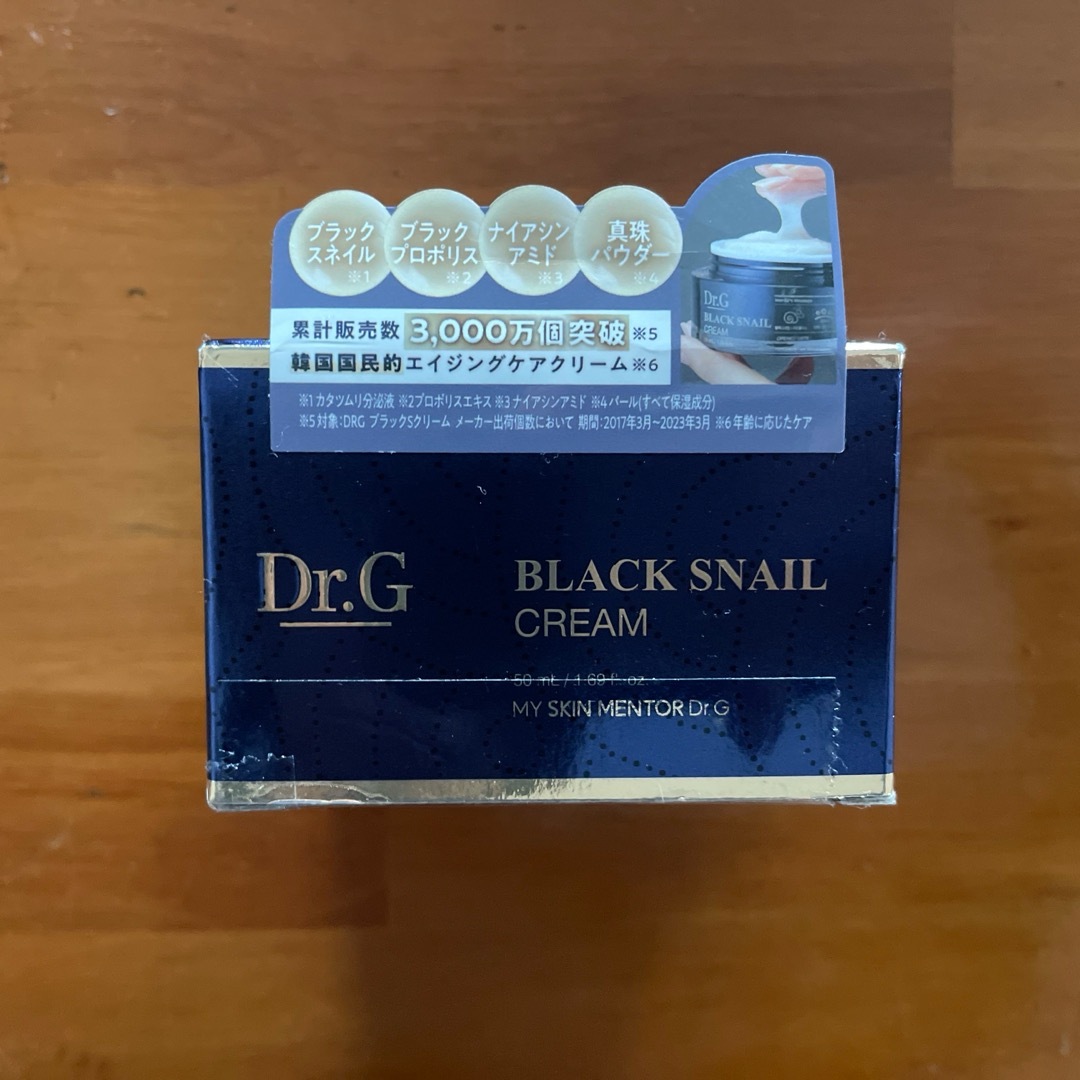 ブラック
スネイル
※1
ブラック
プロポリス
※2
ナイアシン
アミド
※3
真珠
パウダー
※4
Dr.G
BLACK SNAIL
CREAM
累計販売数 3,000万個突破※5
韓国国民的エイジングケアクリーム※6
※1カタツムリ分泌液 ※2プロポリスエキス ※3ナイアシンアミド ※4パール(すべて保湿成分)
※5対象:DRG ブラックSクリーム メーカー出荷個数において 期間:2017年3月~2023年3月 ※6年齢に応じたケア
Dr.G
BLACK SNAIL
CREAM
50 mL / 1.69 fl. oz.
MY SKIN MENTOR Dr.G